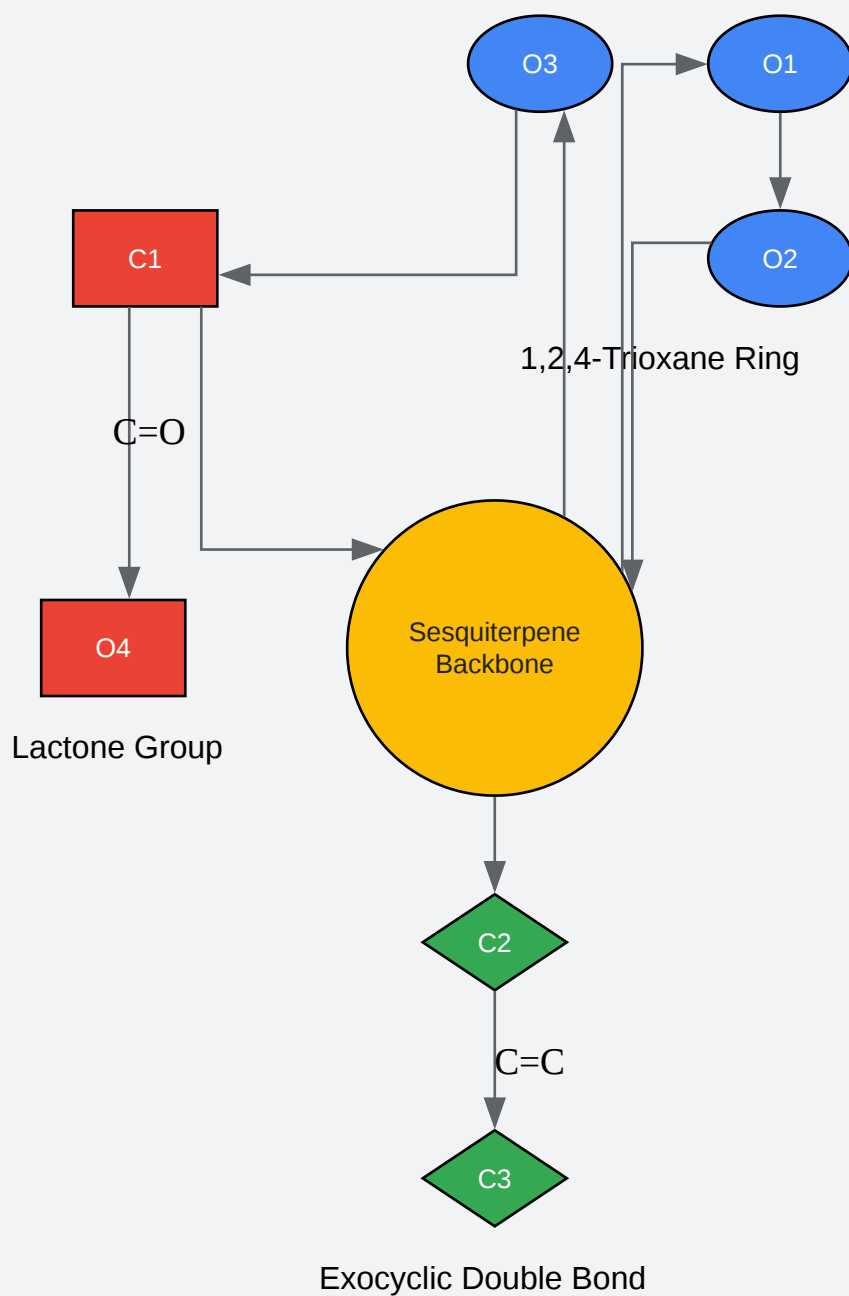 O3
O1
C1
O2
1,2,4-Trioxane Ring
C=O
Sesquiterpene
Backbone
O4
Lactone Group
C2
C=C
C3
Exocyclic Double Bond